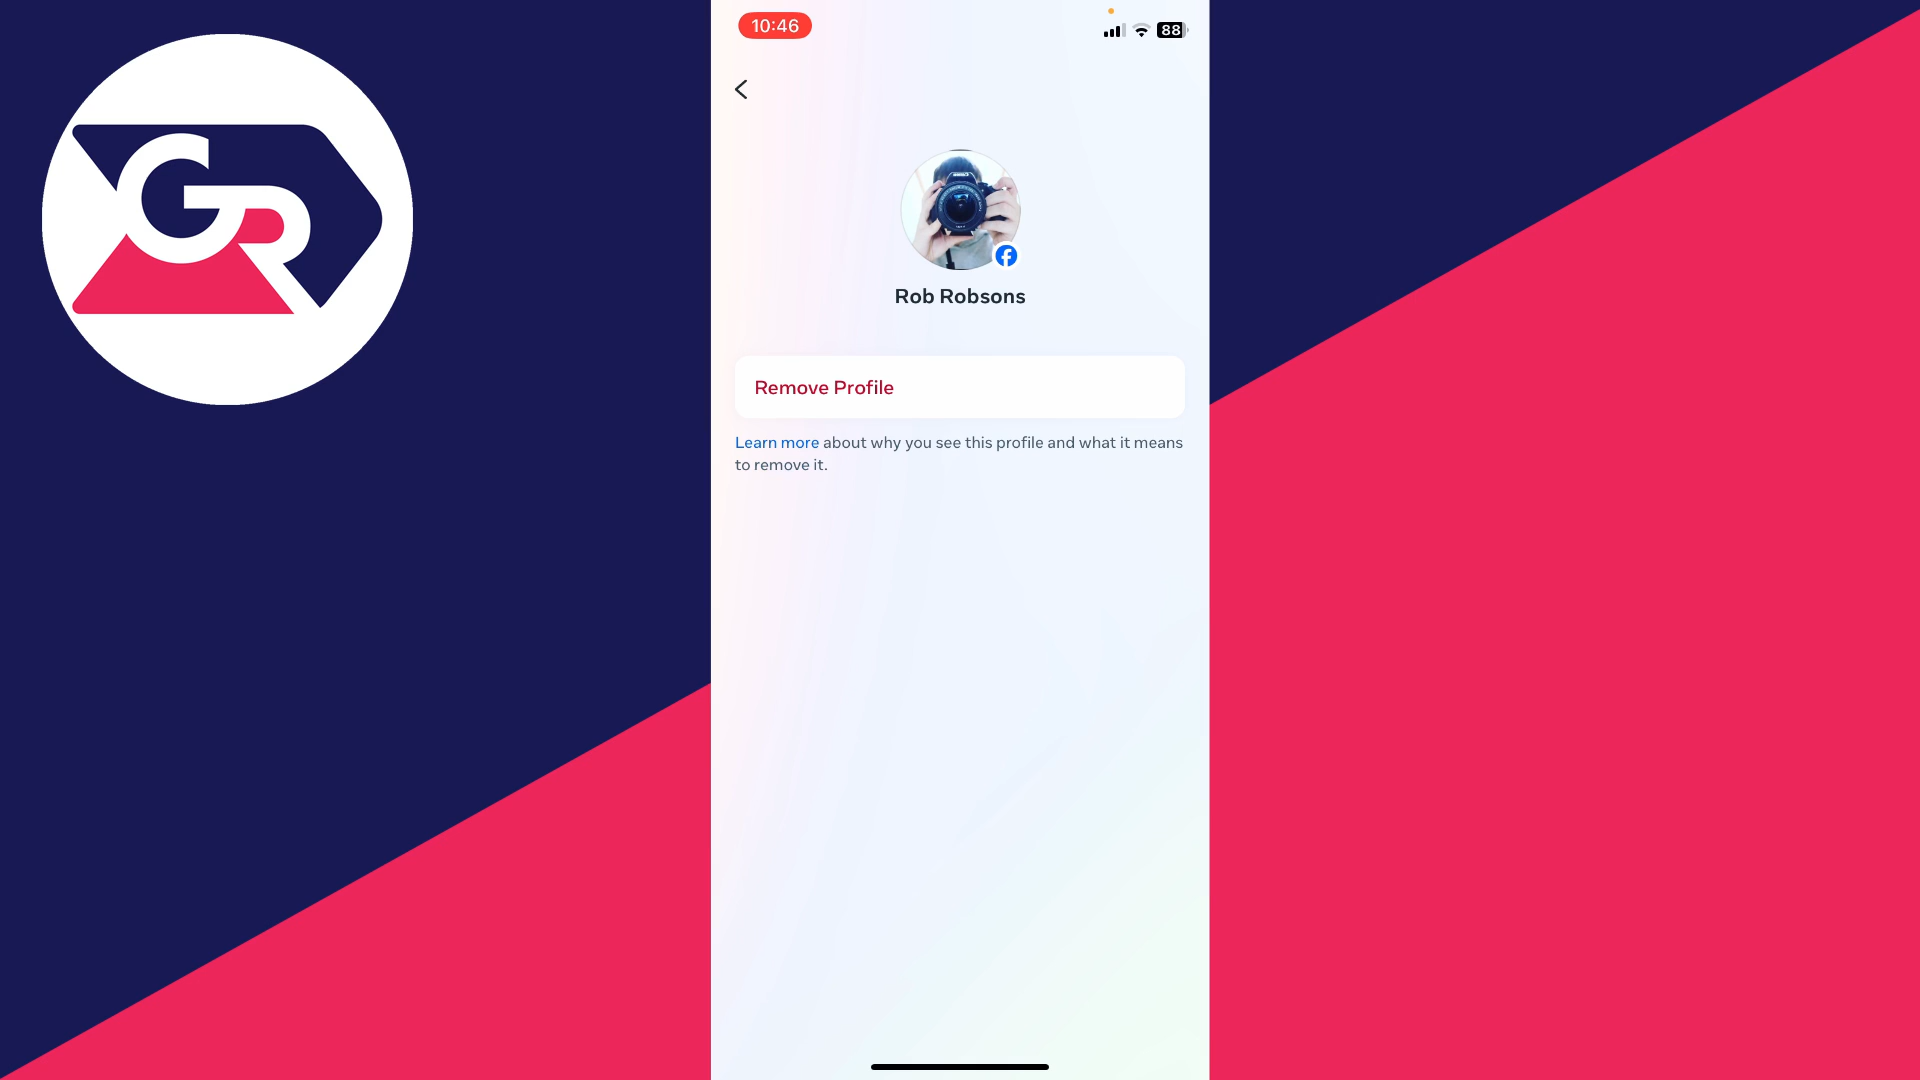 10:46
88
GR
Rob Robsons
Remove Profile
Learn more about why you see this profile and what it means
to remove it.